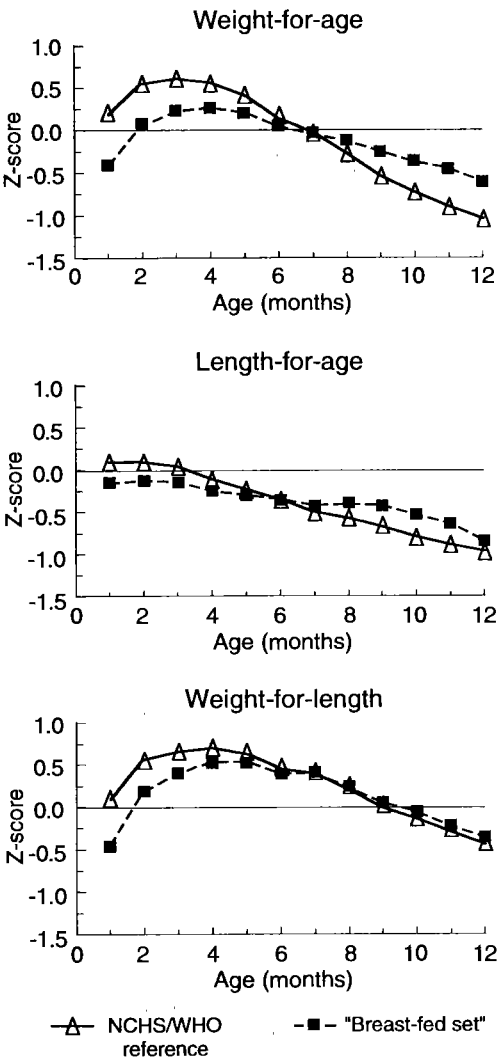 Weight-for-age
1.0
0.5
0.0
-0.5
-1.0
-1.5
Z-score
0 2 4 6 8 10 12
Age (months)
Length-for-age
1.0
0.5
0.0
-0.5
-1.0
-1.5
Z-score
0 2 4 6 8 10 12
Age (months)
Weight-for-length
1.0
0.5
0.0
-0.5
-1.0
-1.5
Z-score
0 2 4 6 8 10 12
Age (months)
NCHS/WHO "Breast-fed set"
reference